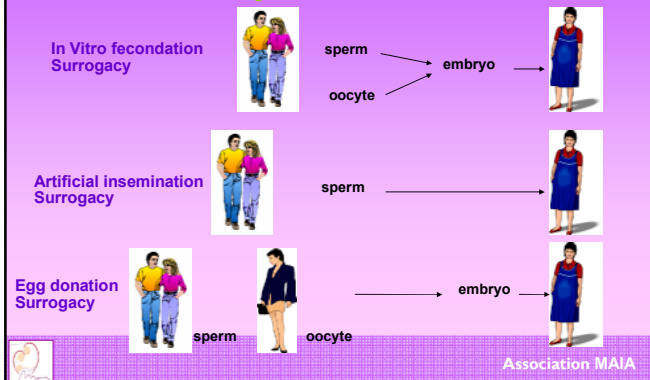 In Vitro fecondation
Surrogacy
sperm
oocyte
embryo
Artificial insemination
Surrogacy
sperm
Egg donation
Surrogacy
sperm
oocyte
embryo
Association MAIA